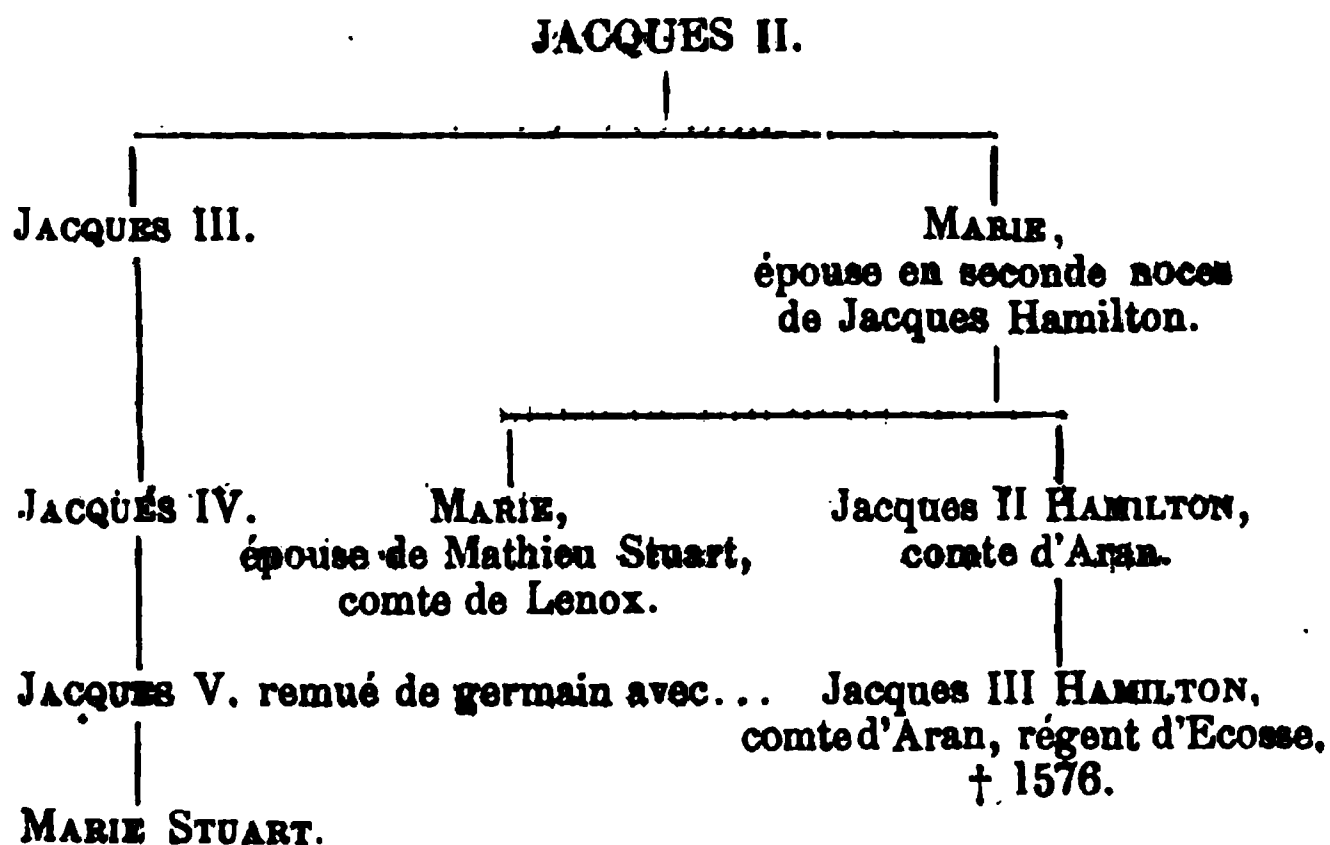 JACQUES II.
JACQUES III.
MARIE,
épouse en seconde noces
de Jacques Hamilton.
JACQUES IV.
MARIE,
épouse de Mathieu Stuart,
comte de Lenox.
Jacques II HAMILTON,
comte d'Aran.
JACQUES V. remué de germain avec...
Jacques III HAMILTON,
comte d'Aran, régent d'Ecosse.
† 1576.
MARIE STUART.